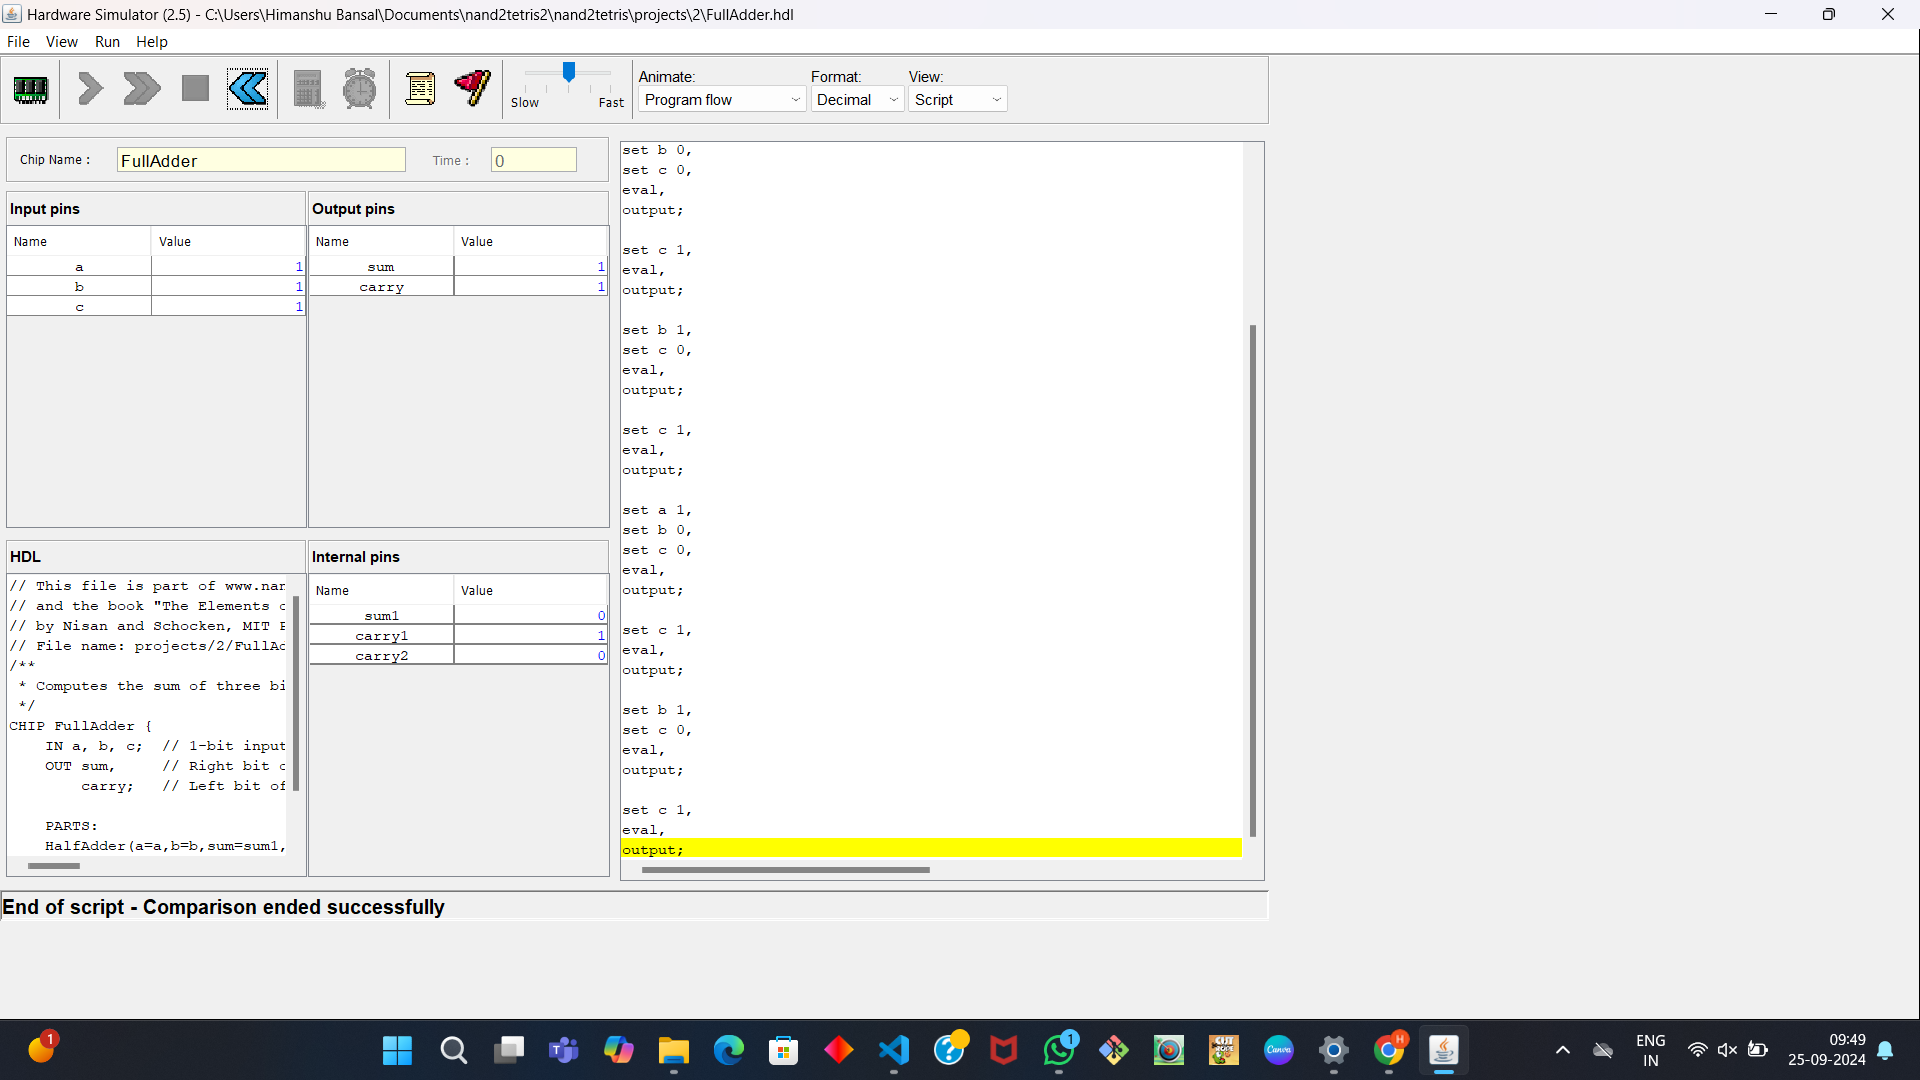 Hardware Simulator (2.5) - C:\Users\Himanshu Bansal\Documents\nand2tetris2\nand2tetris\projects\2\FullAdder.hdl
File View Run Help
Slow Fast
Animate: Format: View:
Program flow Decimal Script
Chip Name : FullAdder Time : 0
Input pins
Name Value
a 1
b 1
c 1
Output pins
Name Value
sum 1
carry 1
HDL
// This file is part of www.nan
// and the book "The Elements o
// by Nisan and Schocken, MIT P
// File name: projects/2/FullAd
/**
* Computes the sum of three bi
*/
CHIP FullAdder {
IN a, b, c; // 1-bit input
OUT sum, // Right bit o
carry; // Left bit of
PARTS:
HalfAdder(a=a,b=b,sum=sum1,
Internal pins
Name Value
sum1 0
carry1 1
carry2 0
set b 0,
set c 0,
eval,
output;
set c 1,
eval,
output;
set b 1,
set c 0,
eval,
output;
set c 1,
eval,
output;
set a 1,
set b 0,
set c 0,
eval,
output;
set c 1,
eval,
output;
set b 1,
set c 0,
eval,
output;
set c 1,
eval,
output;
End of script - Comparison ended successfully
1
T
1
Canva
H
ENG
IN
09:49
25-09-2024